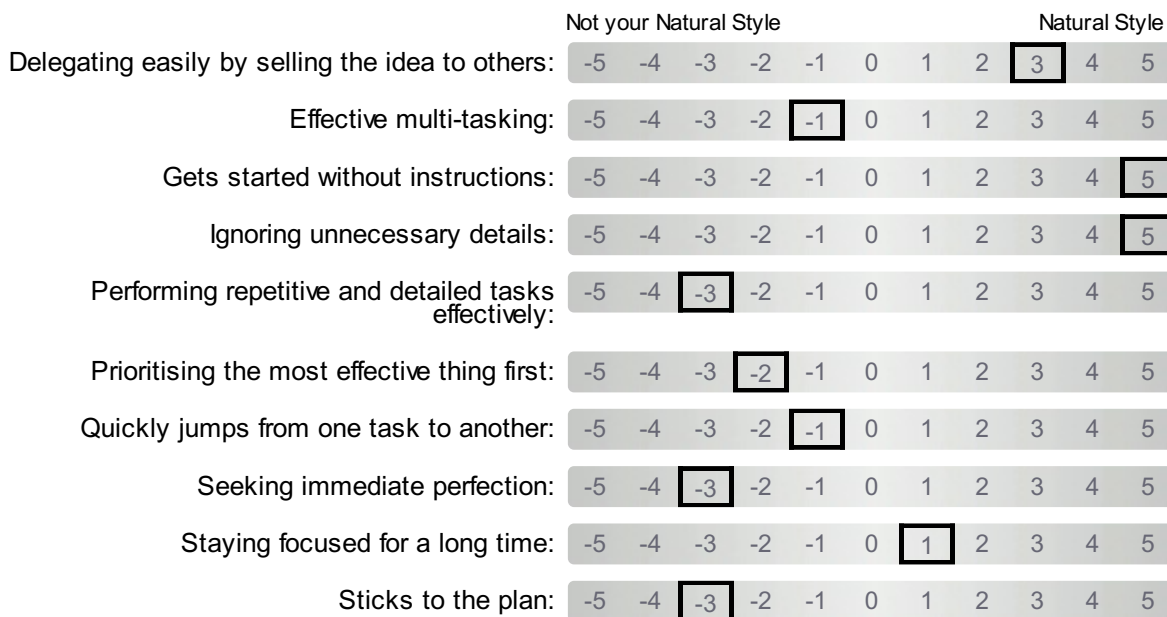 Not your Natural Style Natural Style
Delegating easily by selling the idea to others: -5 -4 -3 -2 -1 0 1 2 3 4 5
Effective multi-tasking: -5 -4 -3 -2 -1 0 1 2 3 4 5
Gets started without instructions: -5 -4 -3 -2 -1 0 1 2 3 4 5
Ignoring unnecessary details: -5 -4 -3 -2 -1 0 1 2 3 4 5
Performing repetitive and detailed tasks -5 -4 -3 -2 -1 0 1 2 3 4 5
effectively:
Prioritising the most effective thing first: -5 -4 -3 -2 -1 0 1 2 3 4 5
Quickly jumps from one task to another: -5 -4 -3 -2 -1 0 1 2 3 4 5
Seeking immediate perfection: -5 -4 -3 -2 -1 0 1 2 3 4 5
Staying focused for a long time: -5 -4 -3 -2 -1 0 1 2 3 4 5
Sticks to the plan: -5 -4 -3 -2 -1 0 1 2 3 4 5